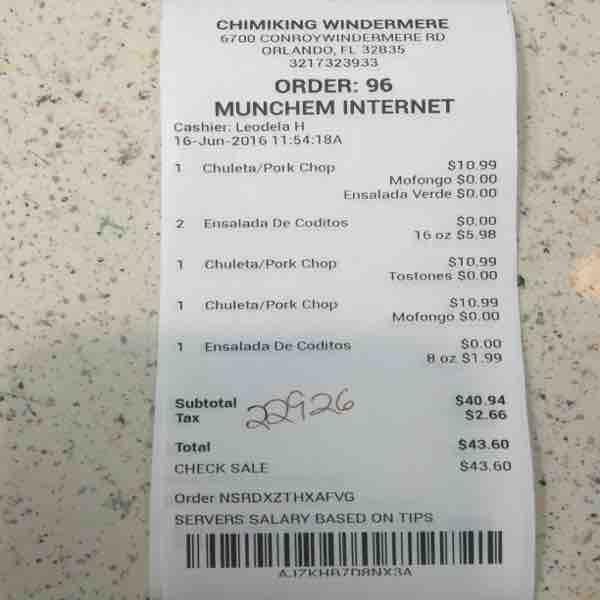 CHIMIKING WINDERMERE
6700 CONROYWINDERMERE RD
ORLANDO, FL 32835
3217323933
ORDER: 96
MUNCHEM INTERNET
Cashier: Leodela H
16-Jun-2016 11:54:18A
1 Chuleta/Pork Chop $10.99
Mofongo $0.00
Ensalada Verde $0.00
2 Ensalada De Coditos $0.00
16 oz $5.98
1 Chuleta/Pork Chop $10.99
Tostones $0.00
1 Chuleta/Pork Chop $10.99
Mofongo $0.00
1 Ensalada De Coditos $0.00
8 oz $1.99
Subtotal $40.94
22926
Tax $2.66
Total $43.60
CHECK SALE $43.60
Order NSRDXZTHXAFVG
SERVERS SALARY BASED ON TIPS
AJZKHB7D8NX3A